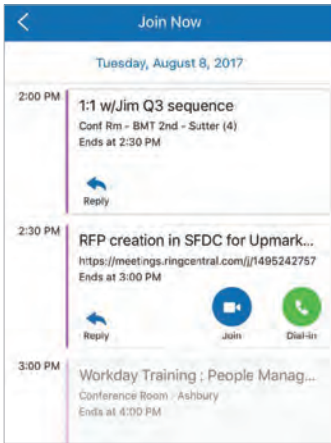 Join Now
Tuesday, August 8, 2017
2:00 PM
1:1 w/Jim Q3 sequence
Conf Rm - BMT 2nd - Sutter (4)
Ends at 2:30 PM
Reply
2:30 PM
RFP creation in SFDC for Upmark...
https://meetings.ringcentral.com/j/1495242757
Ends at 3:00 PM
Reply
Join
Dial-in
3:00 PM
Workday Training : People Manag...
Conference Room : Ashbury
Ends at 4:00 PM